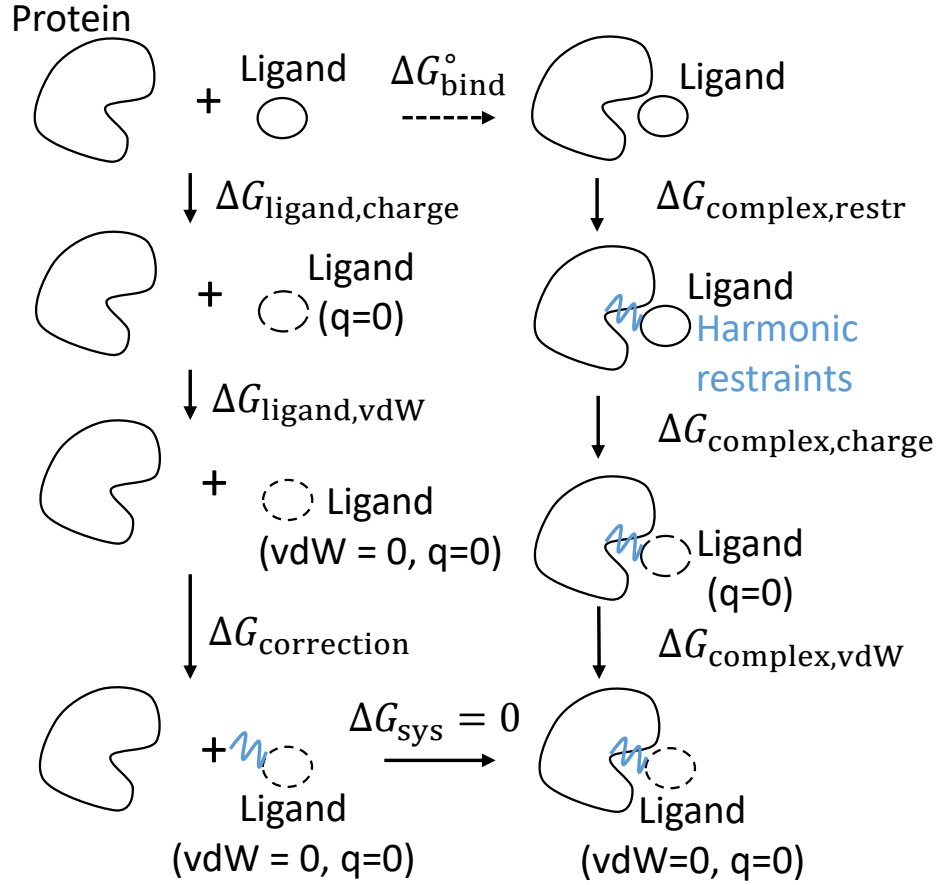 Protein
+
Ligand
ΔG°bind
Ligand
ΔGligand,charge
ΔGcomplex,restr
+
Ligand
(q=0)
Ligand
Harmonic
restraints
ΔGligand,vdW
ΔGcomplex,charge
+
Ligand
(vdW = 0, q=0)
Ligand
(q=0)
ΔGcorrection
ΔGcomplex,vdW
+
ΔGsys = 0
Ligand
(vdW = 0, q=0)
Ligand
(vdW=0, q=0)